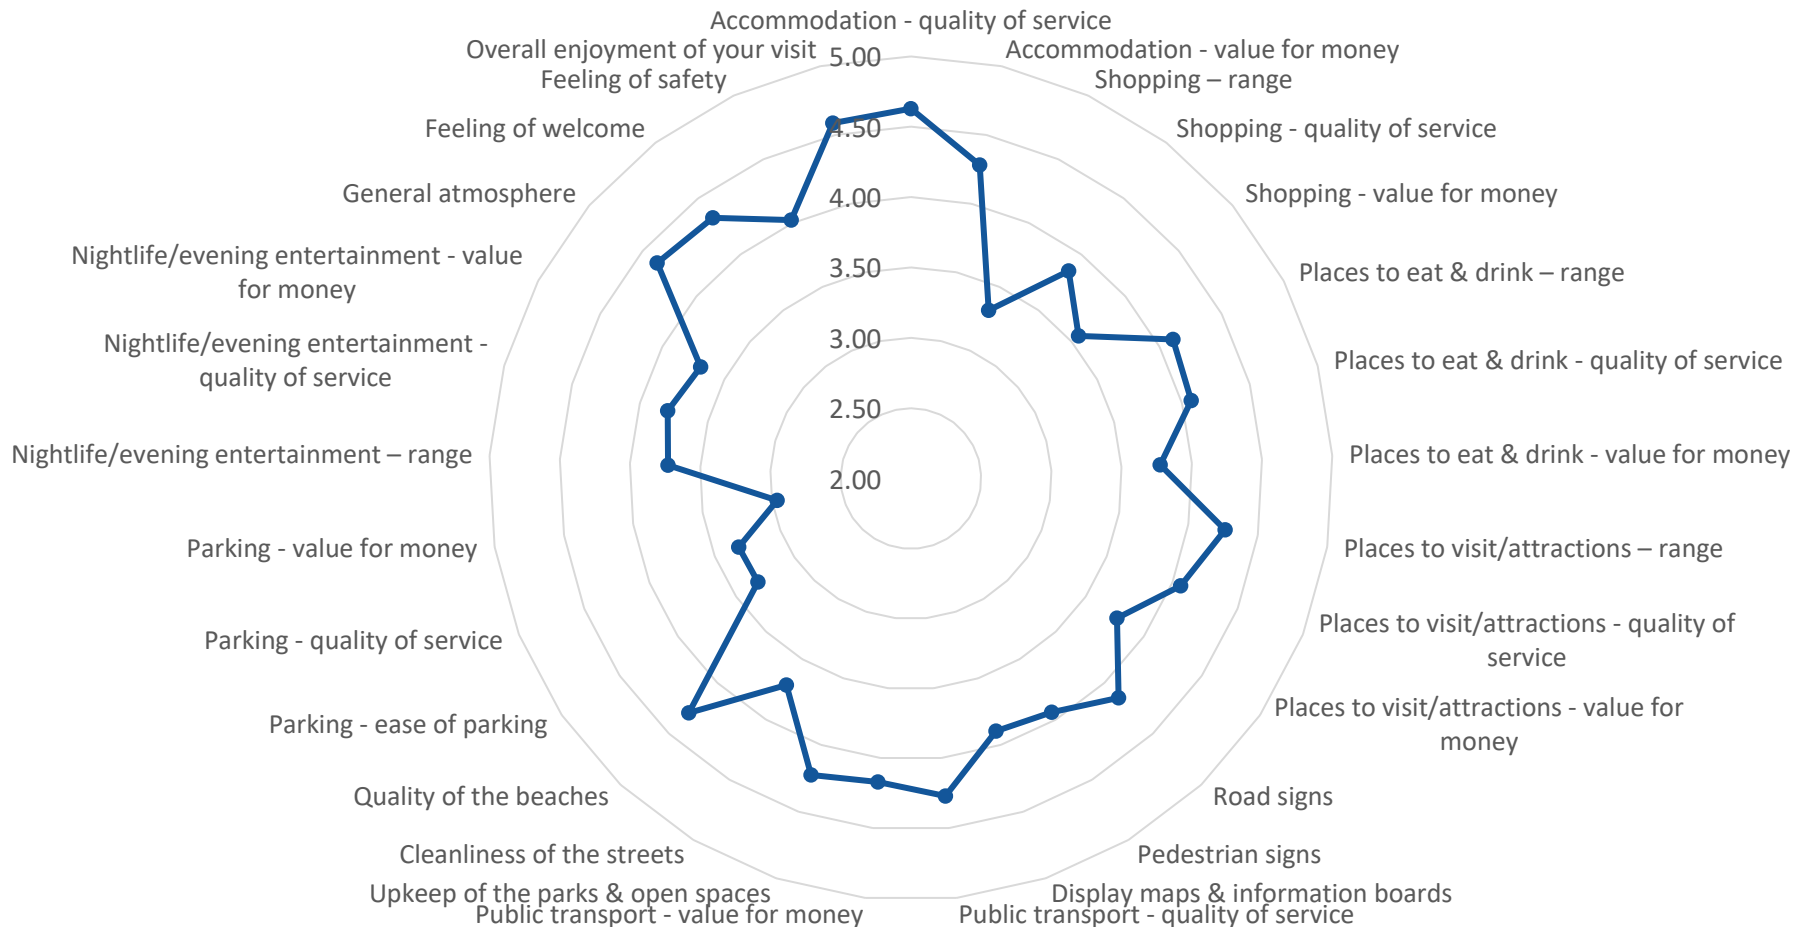 Accommodation - quality of service
Overall enjoyment of your visit
5.00
Accommodation - value for money
Feeling of safety
Shopping – range
Feeling of welcome
4.50
Shopping - quality of service
General atmosphere
4.00
Shopping - value for money
Nightlife/evening entertainment - value
for money
3.50
Places to eat & drink – range
Nightlife/evening entertainment -
quality of service
3.00
Places to eat & drink - quality of service
2.50
Nightlife/evening entertainment – range
Places to eat & drink - value for money
2.00
Parking - value for money
Places to visit/attractions – range
Parking - quality of service
Places to visit/attractions - quality of
service
Parking - ease of parking
Places to visit/attractions - value for
money
Quality of the beaches
Road signs
Cleanliness of the streets
Pedestrian signs
Upkeep of the parks & open spaces
Display maps & information boards
Public transport - value for money
Public transport - quality of service